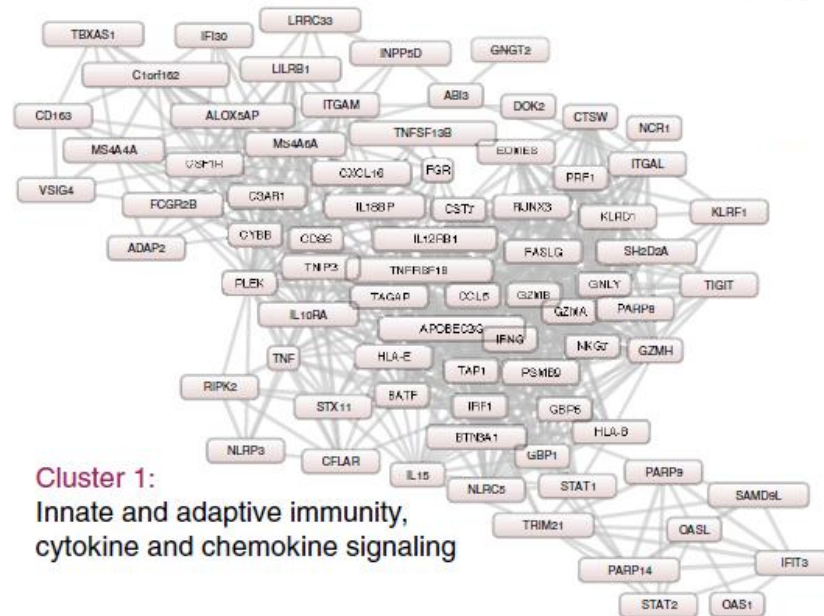 LRRC33
TBXAS1
IFI30
INPP5D
GNGT2
C1orf162
LILRB1
ABI3
CD163
ALOX5AP
ITGAM
DOK2
CTSW
NCR1
TNFSF13B
MS4A4A
MS4A6A
EOMES
ITGAL
CSF1R
CXCL16
FGR
PRF1
VSIG4
C3AR1
FCGR2B
IL18BP
CST7
RUNX3
KLRD1
KLRF1
CYBB
CD86
IL12RB1
ADAP2
FASLG
SH2D2A
TNIP3
TNFRSF1B
PLEK
GNLY
TIGIT
TAGAP
CCL5
GZMB
GZMA
PARP8
IL10RA
APOBEC3G
IFNG
NKG7
GZMH
TNF
HLA-E
TAP1
PSMB9
RIPK2
BATF
STX11
IRF1
GBP5
HLA-B
BTN3A1
NLRP3
CFLAR
GBP1
IL15
PARP9
NLRC5
STAT1
SAMD9L
TRIM21
OASL
IFIT3
PARP14
STAT2
OAS1
Cluster 1:
Innate and adaptive immunity,
cytokine and chemokine signaling